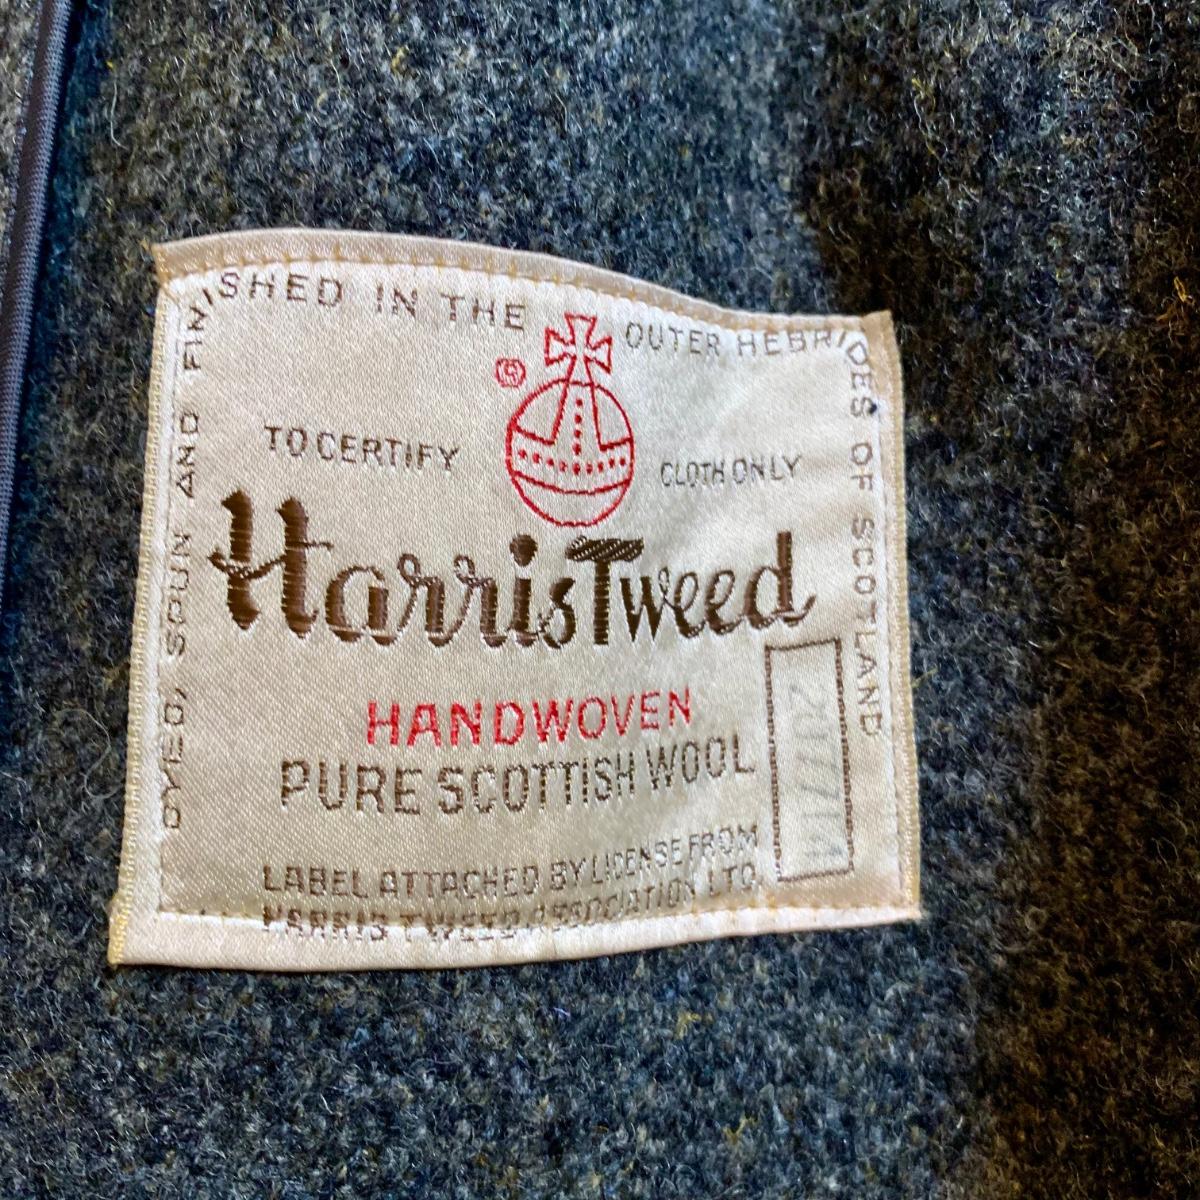 DYED, SPUN AND FINISHED IN THE OUTER HEBRIDES OF SCOTLAND
®
TO CERTIFY CLOTH ONLY
Harris Tweed
HANDWOVEN
PURE SCOTTISH WOOL
LABEL ATTACHED BY LICENSE FROM
HARRIS TWEED ASSOCIATION LTD.